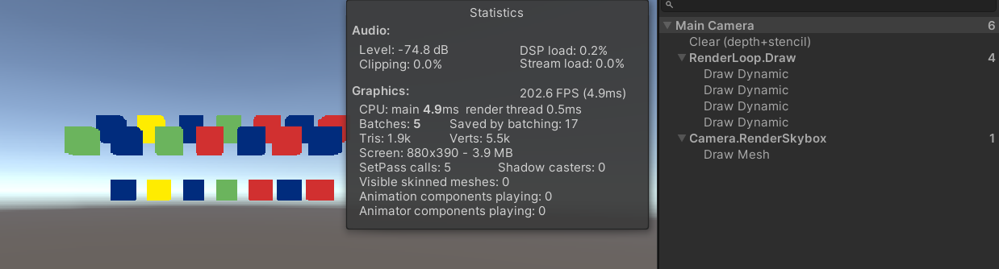 Statistics
Audio:
Level: -74.8 dB DSP load: 0.2%
Clipping: 0.0% Stream load: 0.0%
Graphics: 202.6 FPS (4.9ms)
CPU: main 4.9ms render thread 0.5ms
Batches: 5 Saved by batching: 17
Tris: 1.9k Verts: 5.5k
Screen: 880x390 - 3.9 MB
SetPass calls: 5 Shadow casters: 0
Visible skinned meshes: 0
Animation components playing: 0
Animator components playing: 0
Main Camera 6
Clear (depth+stencil)
RenderLoop.Draw 4
Draw Dynamic
Draw Dynamic
Draw Dynamic
Draw Dynamic
Camera.RenderSkybox 1
Draw Mesh